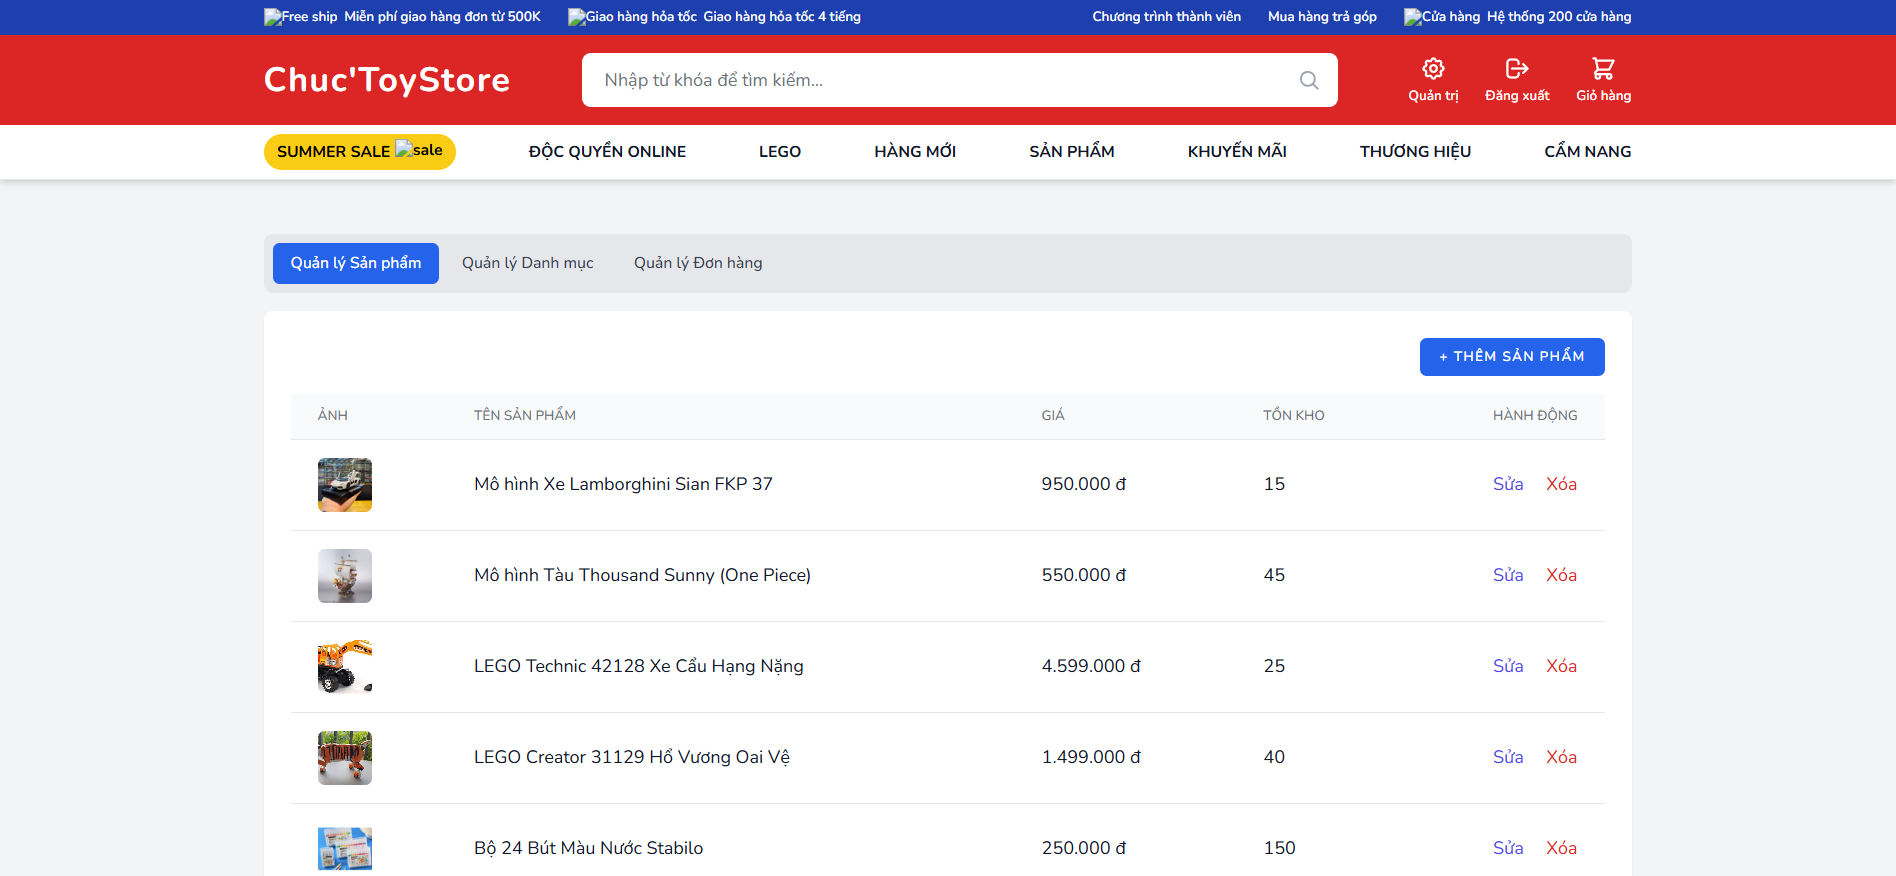 Free ship Miễn phí giao hàng đơn từ 500K Giao hàng hỏa tốc Giao hàng hỏa tốc 4 tiếng Chương trình thành viên Mua hàng trả góp Cửa hàng Hệ thống 200 cửa hàng
Chuc'ToyStore Nhập từ khóa để tìm kiếm... Quản trị Đăng xuất Giỏ hàng
SUMMER SALE sale ĐỘC QUYỀN ONLINE LEGO HÀNG MỚI SẢN PHẨM KHUYẾN MÃI THƯƠNG HIỆU CẨM NANG
Quản lý Sản phẩm Quản lý Danh mục Quản lý Đơn hàng
+ THÊM SẢN PHẨM
ẢNH TÊN SẢN PHẨM GIÁ TỒN KHO HÀNH ĐỘNG
Mô hình Xe Lamborghini Sian FKP 37 950.000 đ 15 Sửa Xóa
Mô hình Tàu Thousand Sunny (One Piece) 550.000 đ 45 Sửa Xóa
LEGO Technic 42128 Xe Cẩu Hạng Nặng 4.599.000 đ 25 Sửa Xóa
LEGO Creator 31129 Hổ Vương Oai Vệ 1.499.000 đ 40 Sửa Xóa
Bộ 24 Bút Màu Nước Stabilo 250.000 đ 150 Sửa Xóa